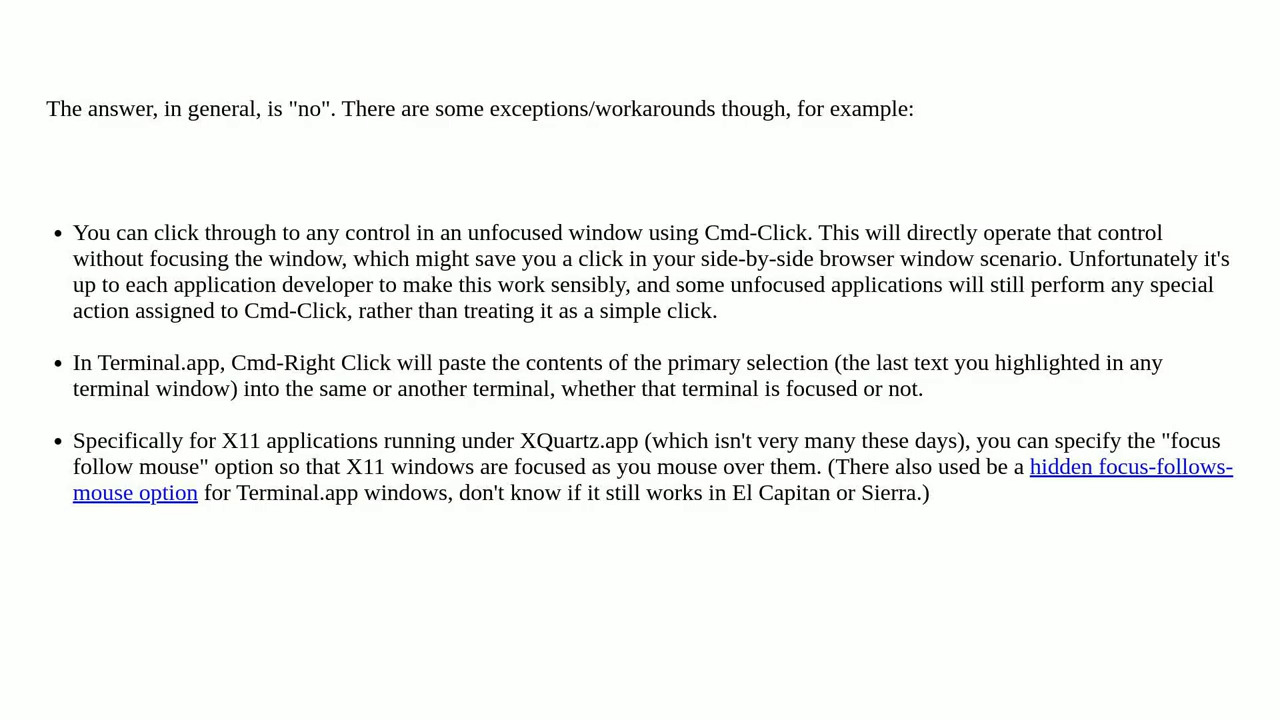 The answer, in general, is "no". There are some exceptions/workarounds though, for example:
• You can click through to any control in an unfocused window using Cmd-Click. This will directly operate that control
without focusing the window, which might save you a click in your side-by-side browser window scenario. Unfortunately it's
up to each application developer to make this work sensibly, and some unfocused applications will still perform any special
action assigned to Cmd-Click, rather than treating it as a simple click.
• In Terminal.app, Cmd-Right Click will paste the contents of the primary selection (the last text you highlighted in any
terminal window) into the same or another terminal, whether that terminal is focused or not.
• Specifically for X11 applications running under XQuartz.app (which isn't very many these days), you can specify the "focus
follow mouse" option so that X11 windows are focused as you mouse over them. (There also used be a hidden focus-follows-
mouse option for Terminal.app windows, don't know if it still works in El Capitan or Sierra.)